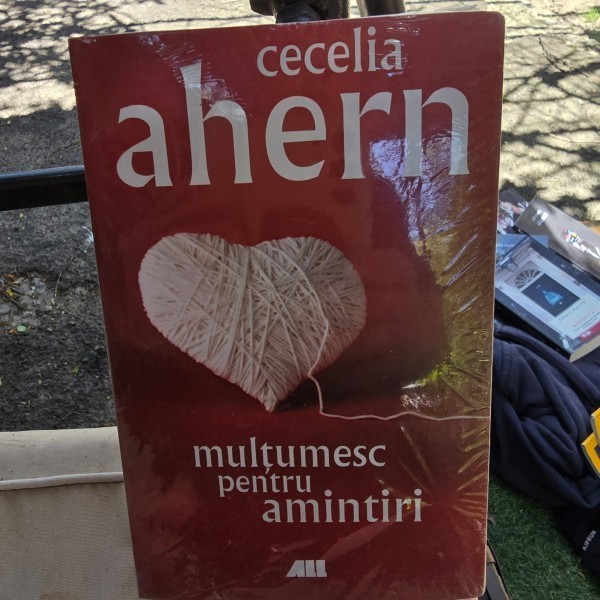 cecelia
ahern
mulțumesc
pentru
amintiri
ALL